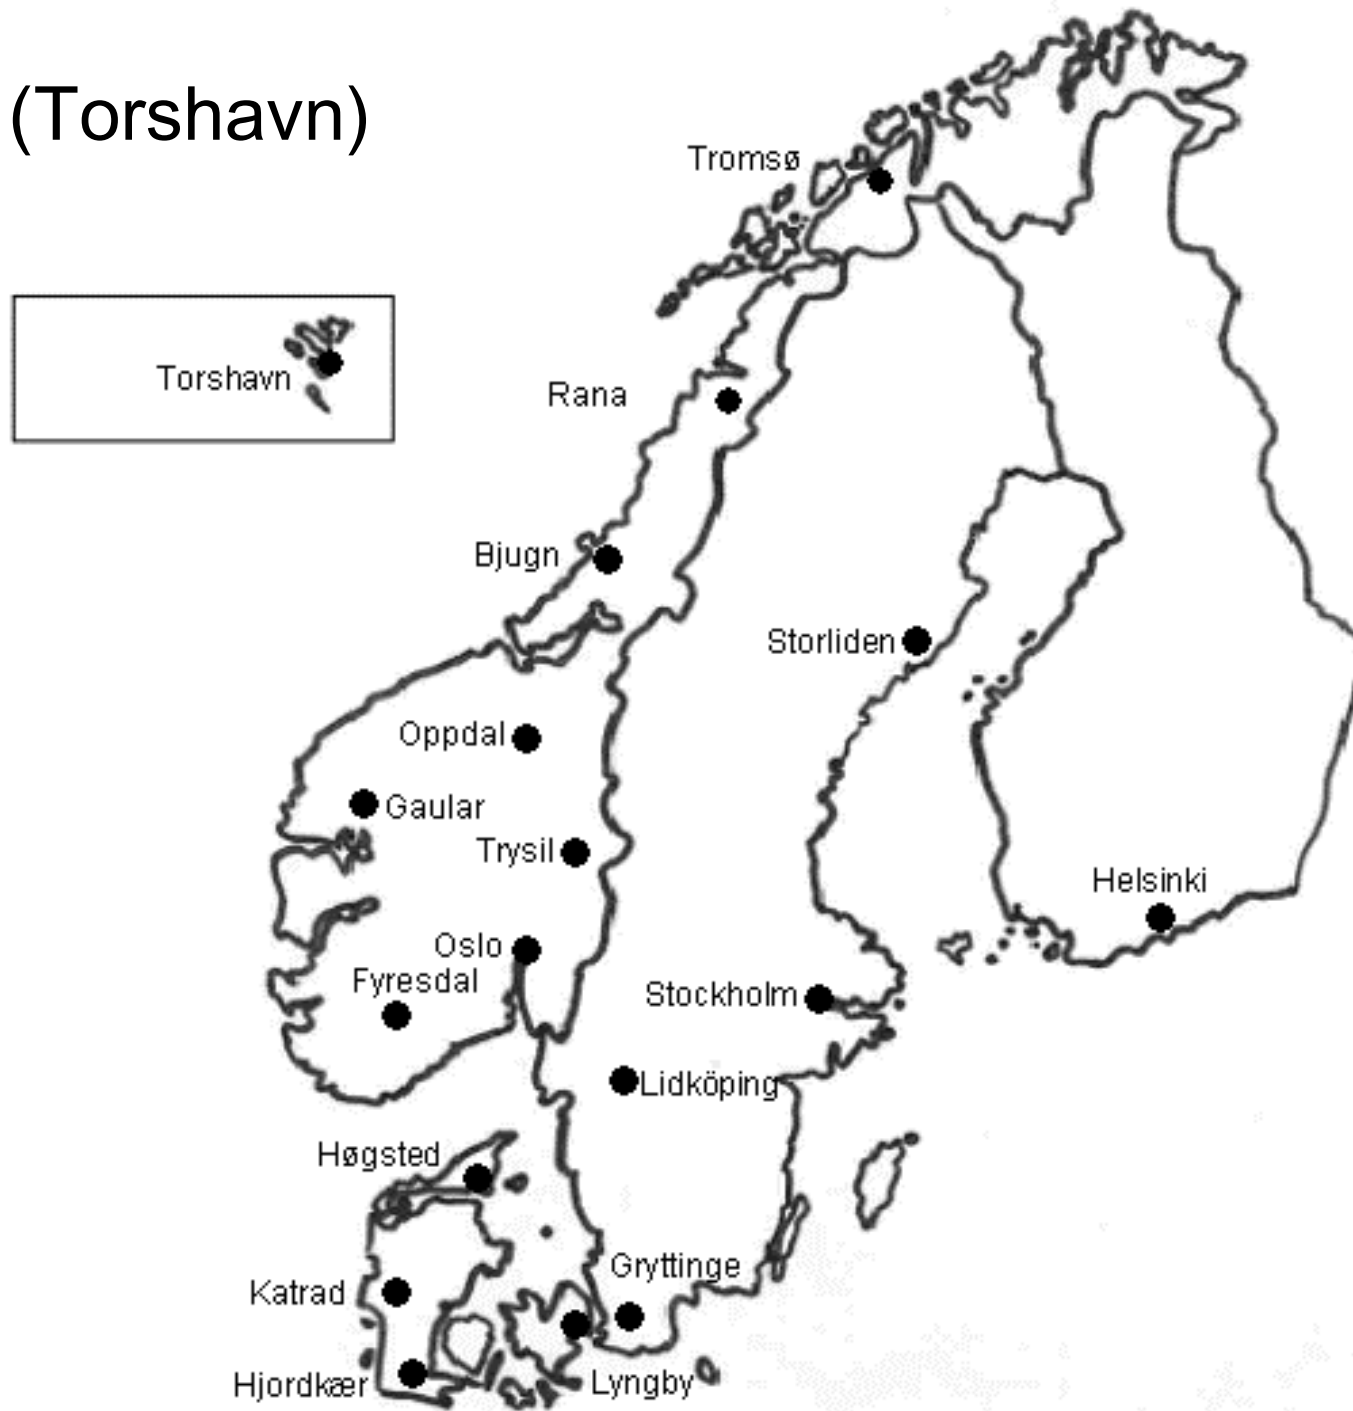 (Torshavn)
Tromsø
Torshavn
Rana
Bjugn
Storliden
Oppdal
Gaular
Trysil
Helsinki
Oslo
Fyresdal
Stockholm
Lidköping
Høgsted
Gryttinge
Katrad
Hjordkær
Lyngby